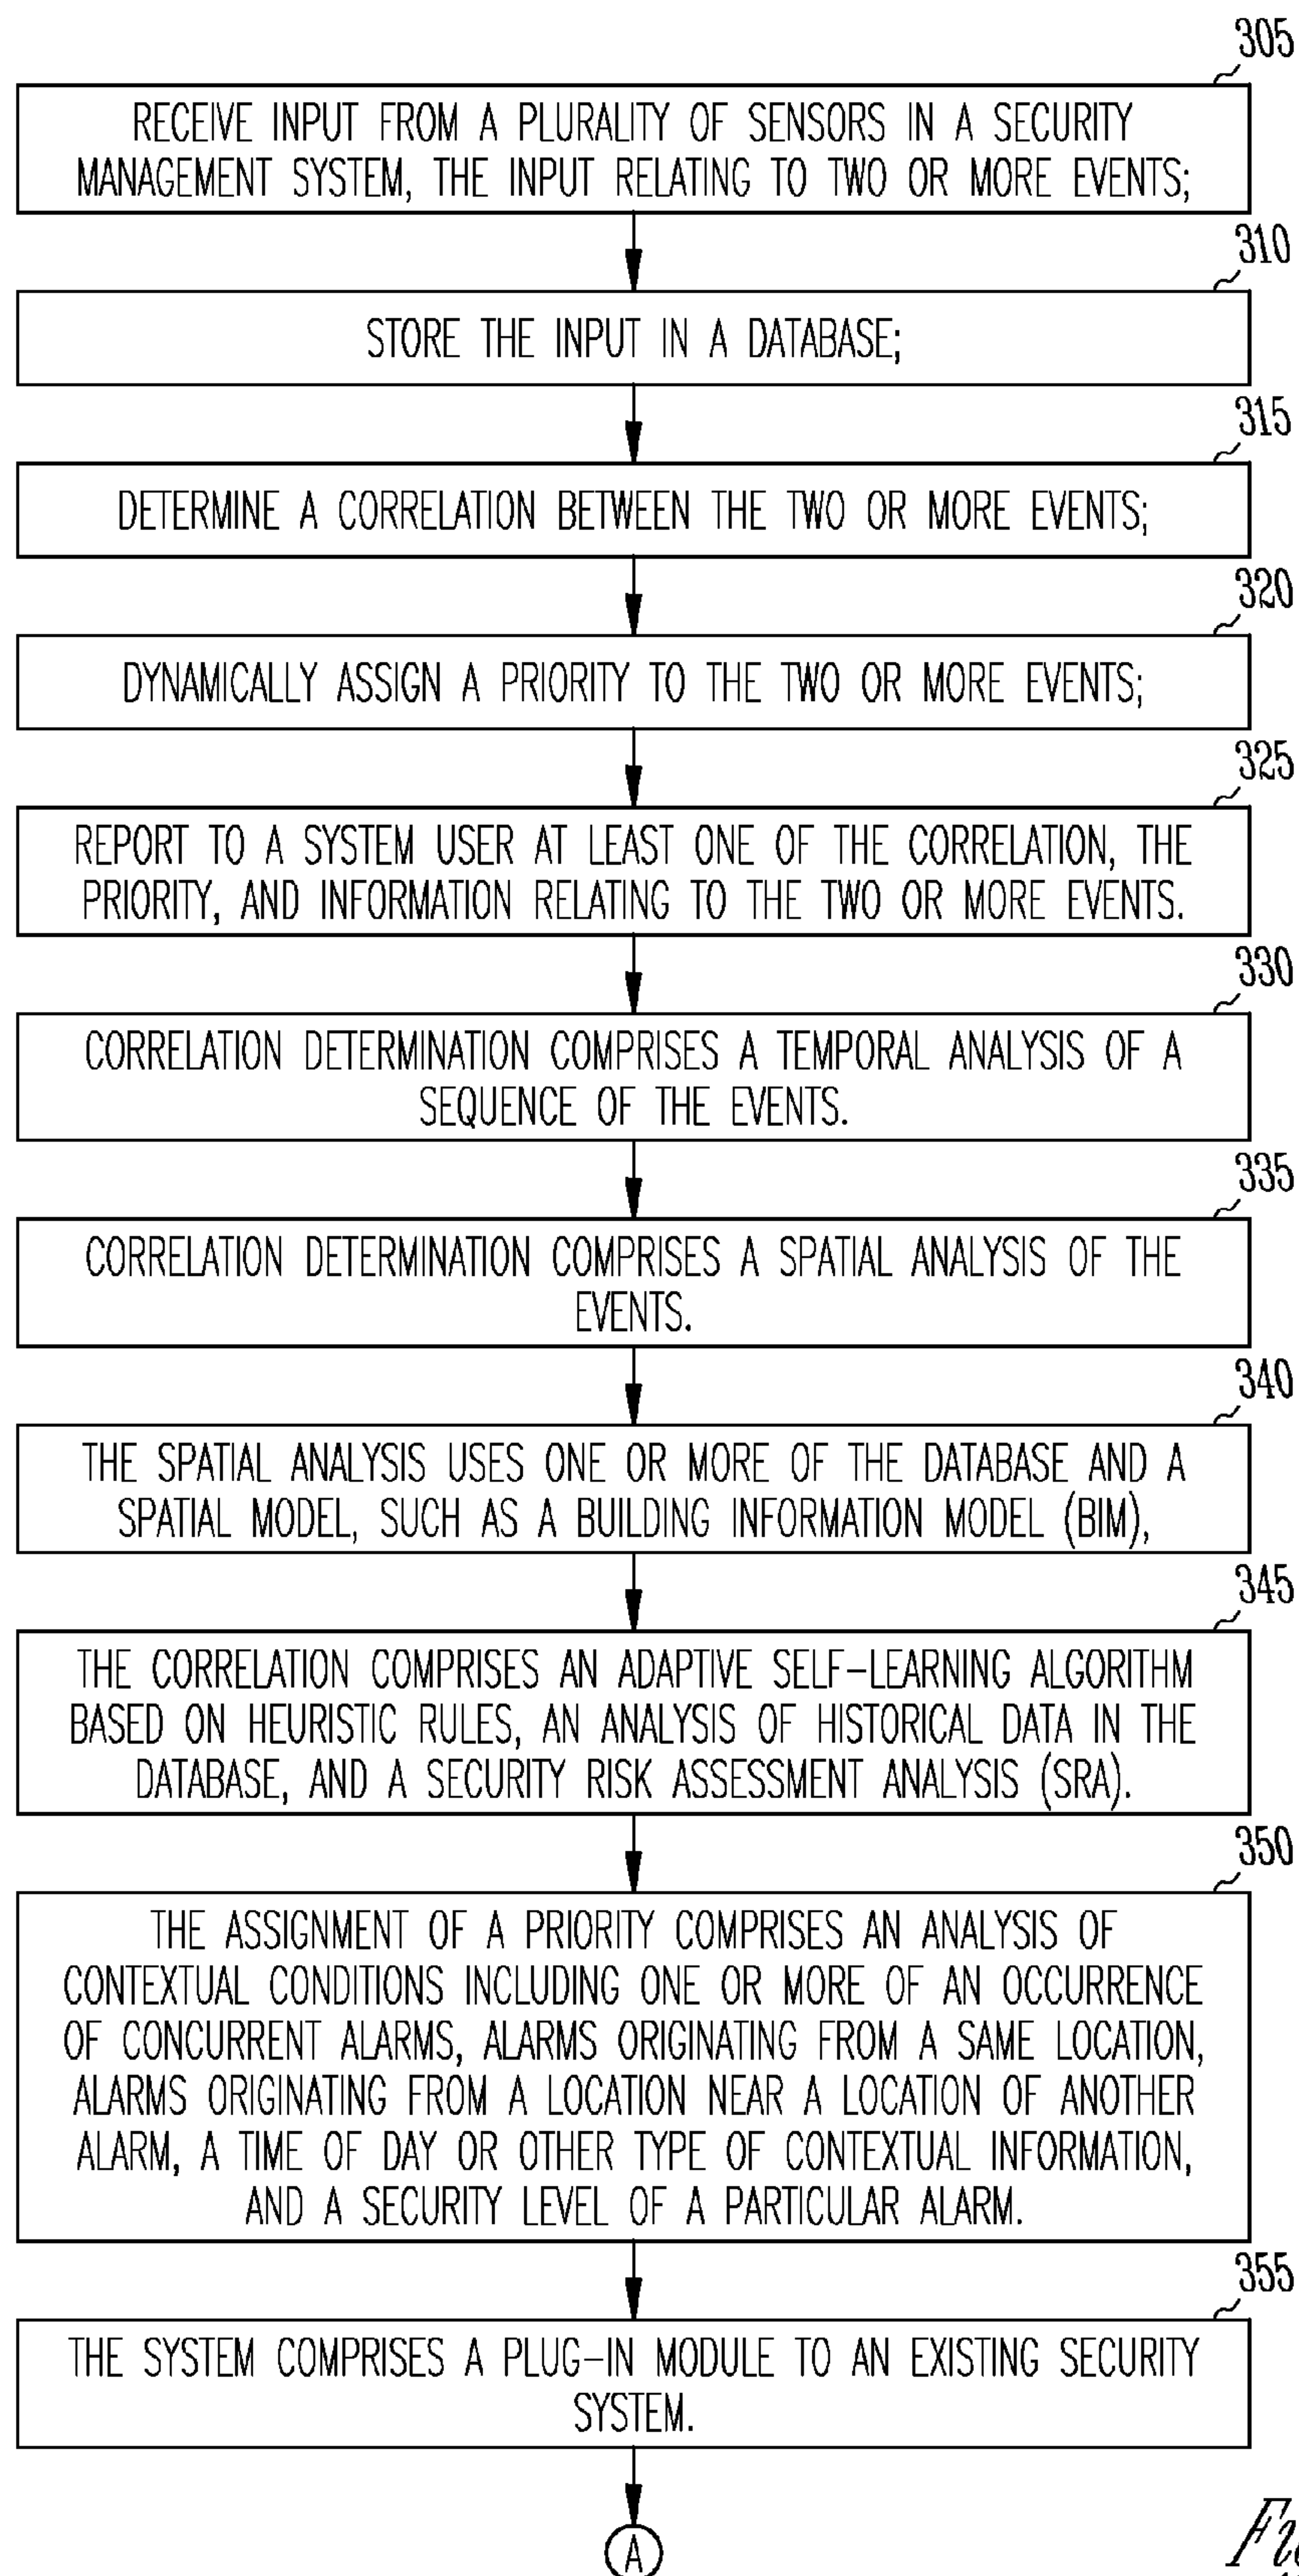 305
RECEIVE INPUT FROM A PLURALITY OF SENSORS IN A SECURITY
MANAGEMENT SYSTEM, THE INPUT RELATING TO TWO OR MORE EVENTS;
310
STORE THE INPUT IN A DATABASE;
315
DETERMINE A CORRELATION BETWEEN THE TWO OR MORE EVENTS;
320
DYNAMICALLY ASSIGN A PRIORITY TO THE TWO OR MORE EVENTS;
325
REPORT TO A SYSTEM USER AT LEAST ONE OF THE CORRELATION, THE
PRIORITY, AND INFORMATION RELATING TO THE TWO OR MORE EVENTS.
330
CORRELATION DETERMINATION COMPRISES A TEMPORAL ANALYSIS OF A
SEQUENCE OF THE EVENTS.
335
CORRELATION DETERMINATION COMPRISES A SPATIAL ANALYSIS OF THE
EVENTS.
340
THE SPATIAL ANALYSIS USES ONE OR MORE OF THE DATABASE AND A
SPATIAL MODEL, SUCH AS A BUILDING INFORMATION MODEL (BIM),
345
THE CORRELATION COMPRISES AN ADAPTIVE SELF-LEARNING ALGORITHM
BASED ON HEURISTIC RULES, AN ANALYSIS OF HISTORICAL DATA IN THE
DATABASE, AND A SECURITY RISK ASSESSMENT ANALYSIS (SRA).
350
THE ASSIGNMENT OF A PRIORITY COMPRISES AN ANALYSIS OF
CONTEXTUAL CONDITIONS INCLUDING ONE OR MORE OF AN OCCURRENCE
OF CONCURRENT ALARMS, ALARMS ORIGINATING FROM A SAME LOCATION,
ALARMS ORIGINATING FROM A LOCATION NEAR A LOCATION OF ANOTHER
ALARM, A TIME OF DAY OR OTHER TYPE OF CONTEXTUAL INFORMATION,
AND A SECURITY LEVEL OF A PARTICULAR ALARM.
355
THE SYSTEM COMPRISES A PLUG-IN MODULE TO AN EXISTING SECURITY
SYSTEM.
A